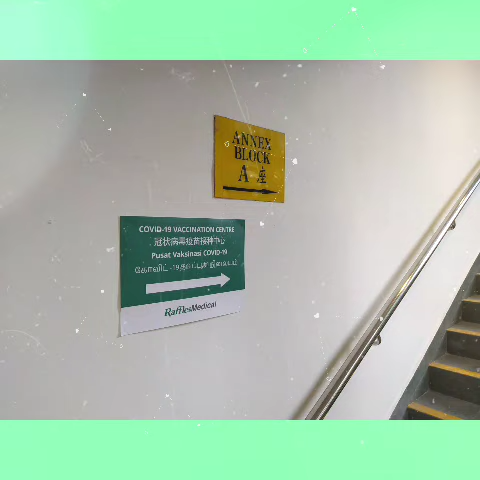 ANNEX
BLOCK
A 座
COVID-19 VACCINATION CENTRE
冠状病毒疫苗接种中心
Pusat Vaksinasi COVID-19
RafflesMedical